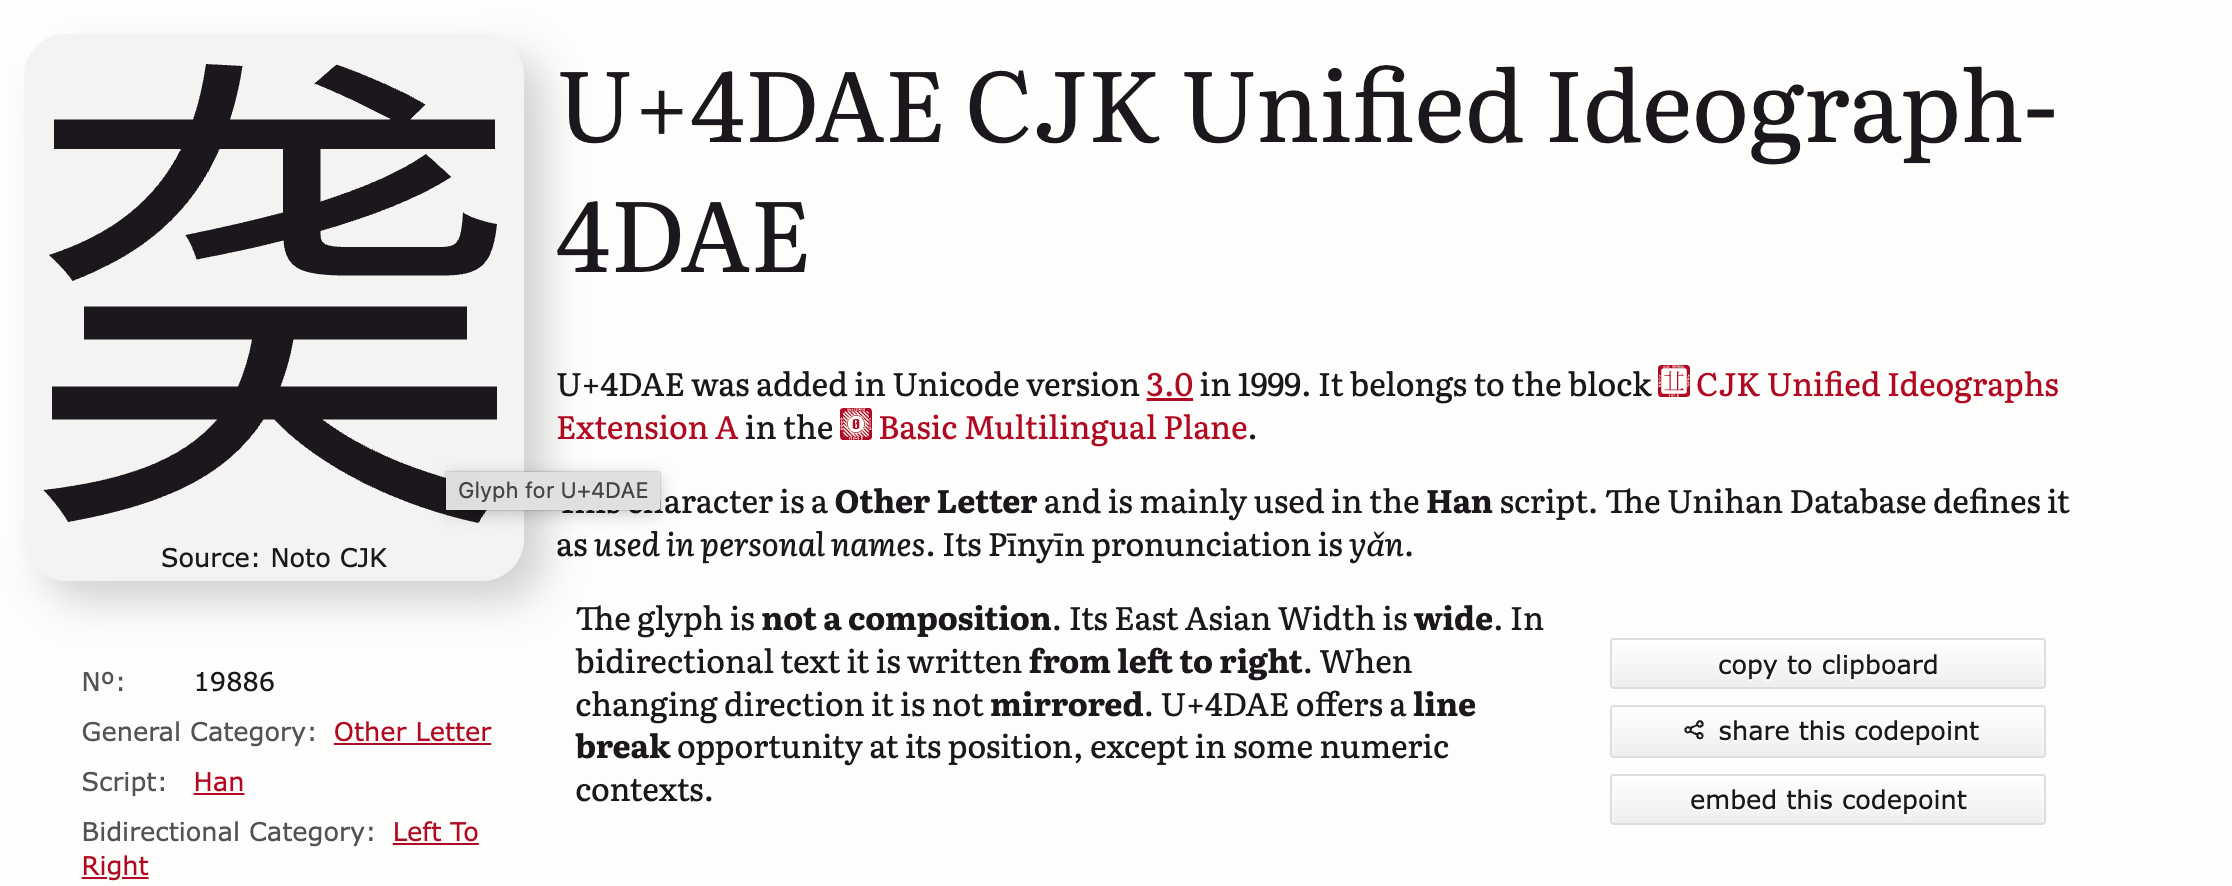 䶮
Source: Noto CJK
Nº: 19886
General Category: Other Letter
Script: Han
Bidirectional Category: Left To
Right
U+4DAE CJK Unified Ideograph-
4DAE
U+4DAE was added in Unicode version 3.0 in 1999. It belongs to the block CJK Unified Ideographs
Extension A in the Basic Multilingual Plane.
Glyph for U+4DAE
character is a Other Letter and is mainly used in the Han script. The Unihan Database defines it
as used in personal names. Its Pīnyīn pronunciation is yǎn.
The glyph is not a composition. Its East Asian Width is wide. In
bidirectional text it is written from left to right. When
changing direction it is not mirrored. U+4DAE offers a line
break opportunity at its position, except in some numeric
contexts.
copy to clipboard
share this codepoint
embed this codepoint